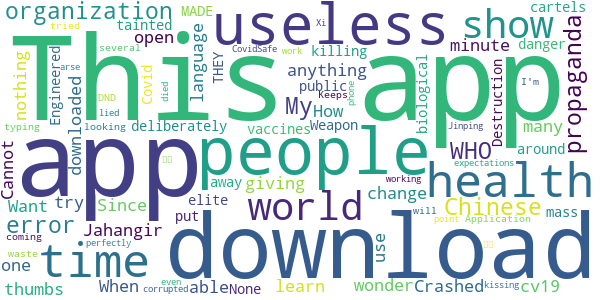 organization
tainted
MADE
THEY
useless
show
cartels
tried
DND
Xi
CovidSafe
work
killing
open
minute
danger
several
lied
arse
died
Keeps
phone
I'm
nothing
Engineered
Covid
language
anything
public
biological
Destruction
propaganda
This app
typing
downloaded
looking
deliberately
My
How
vaccines
Weapon
Jinping
many
around
Cannot
app
people
WHO
expectations
Want
try
Since
away
giving
working
health
error
Jahangir
put
elite
world
change
Chinese
mass
will
point
Application
time
download
use
one
coming
perfectly
thumbs
waste
When
even
corrupted
able
None
learn
wonder
Crashed
kissing
cv19